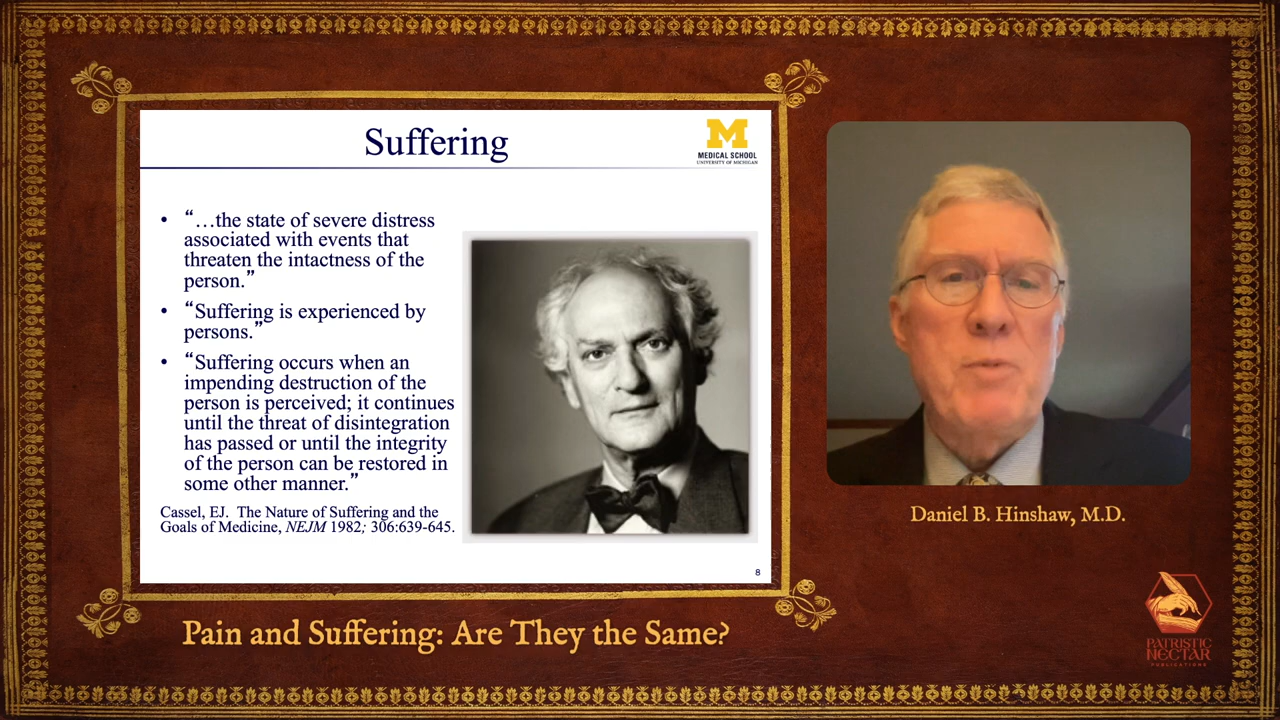 Suffering
M
MEDICAL SCHOOL
UNIVERSITY OF MICHIGAN
• “…the state of severe distress
associated with events that
threaten the intactness of the
person.”
• “Suffering is experienced by
persons.”
• “Suffering occurs when an
impending destruction of the
person is perceived; it continues
until the threat of disintegration
has passed or until the integrity
of the person can be restored in
some other manner.”
Cassel, EJ. The Nature of Suffering and the
Goals of Medicine, NEJM 1982; 306:639-645.
8
Daniel B. Hinshaw, M.D.
Pain and Suffering: Are They the Same?
PATRISTIC
NECTAR
PUBLICATIONS